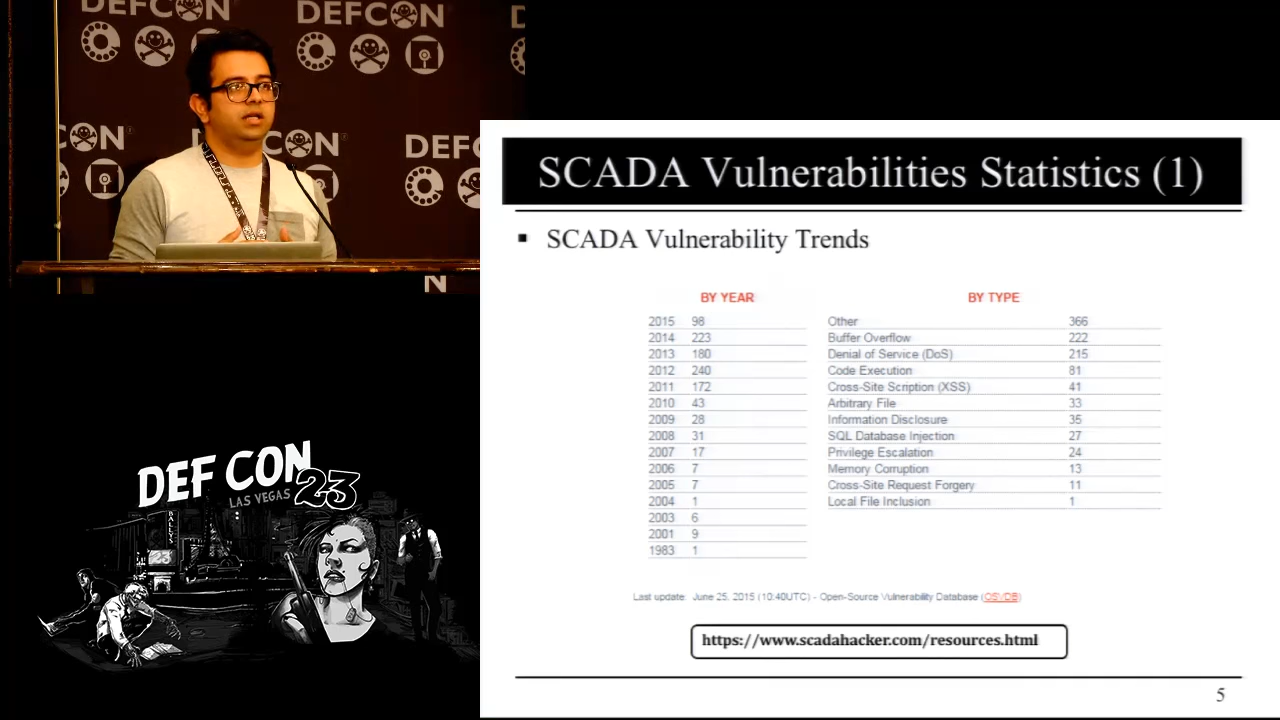 DEFCON
DEFCON
DEFCON
DEFC
N
DEF CON 23
LAS VEGAS
BALLYS
23
SCADA Vulnerabilities Statistics (1)
▪ SCADA Vulnerability Trends
BY YEAR
2015 98
2014 223
2013 180
2012 240
2011 172
2010 43
2009 28
2008 31
2007 17
2006 7
2005 7
2004 1
2003 6
2001 9
1983 1
BY TYPE
Other 366
Buffer Overflow 222
Denial of Service (DoS) 215
Code Execution 81
Cross-Site Scription (XSS) 41
Arbitrary File 33
Information Disclosure 35
SQL Database Injection 27
Privilege Escalation 24
Memory Corruption 13
Cross-Site Request Forgery 11
Local File Inclusion 1
Last update: June 25, 2015 (10:40UTC) - Open-Source Vulnerability Database (OSVDB)
https://www.scadahacker.com/resources.html
5